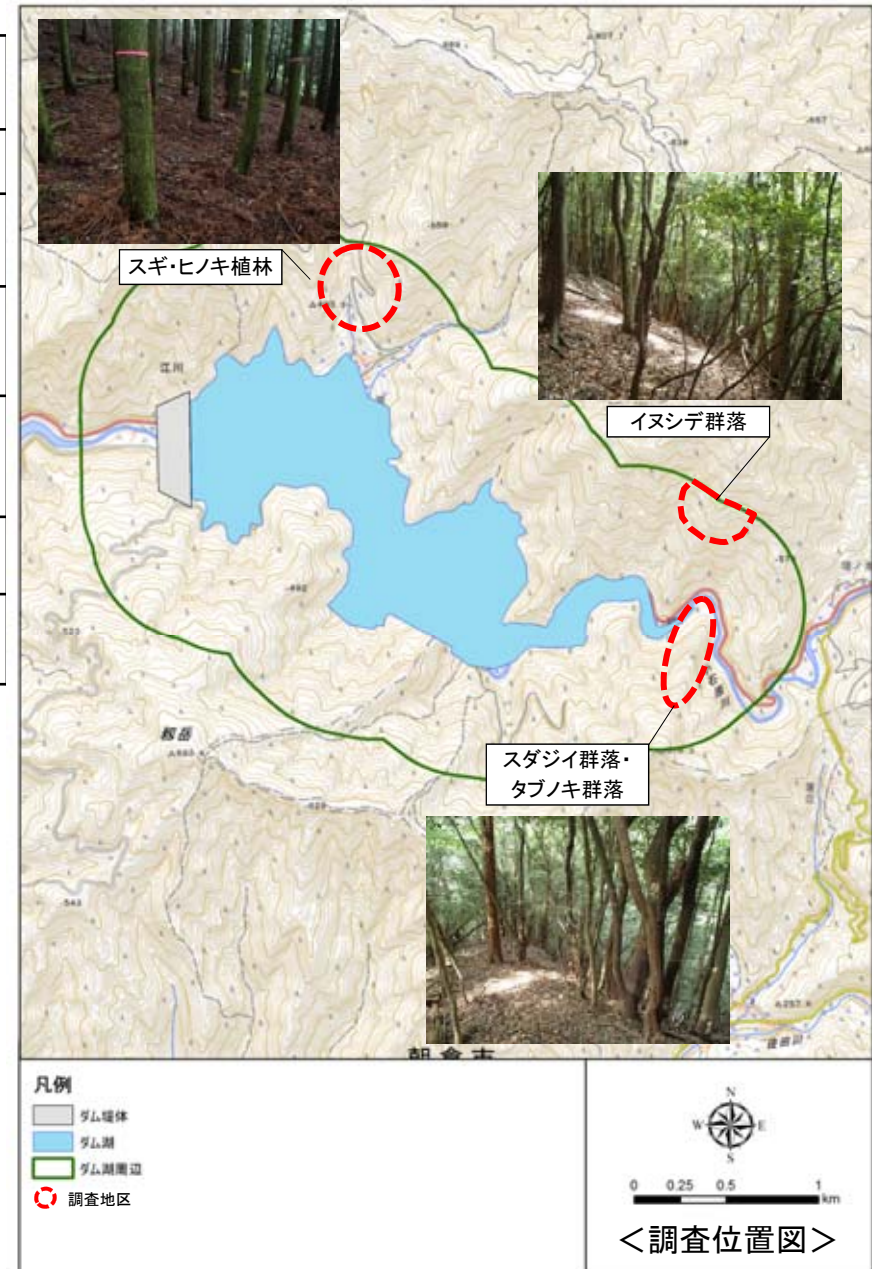 スギ・ヒノキ植林
江川
イヌシデ群落
スダジイ群落・
タブノキ群落
朝倉市
凡例
ダム堤体
ダム湖
ダム湖周辺
調査地区
N
W
E
S
0 0.25 0.5 1
km
＜調査位置図＞